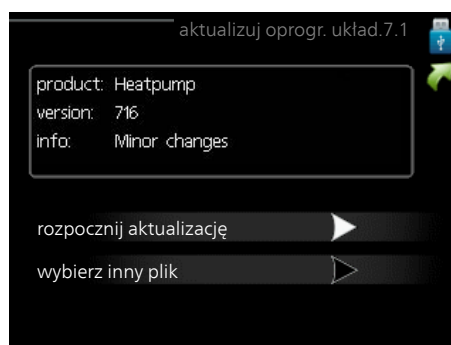 aktualizuj oprogr. układ.7.1
product: Heatpump
version: 716
info: Minor changes
rozpocznij aktualizację
wybierz inny plik